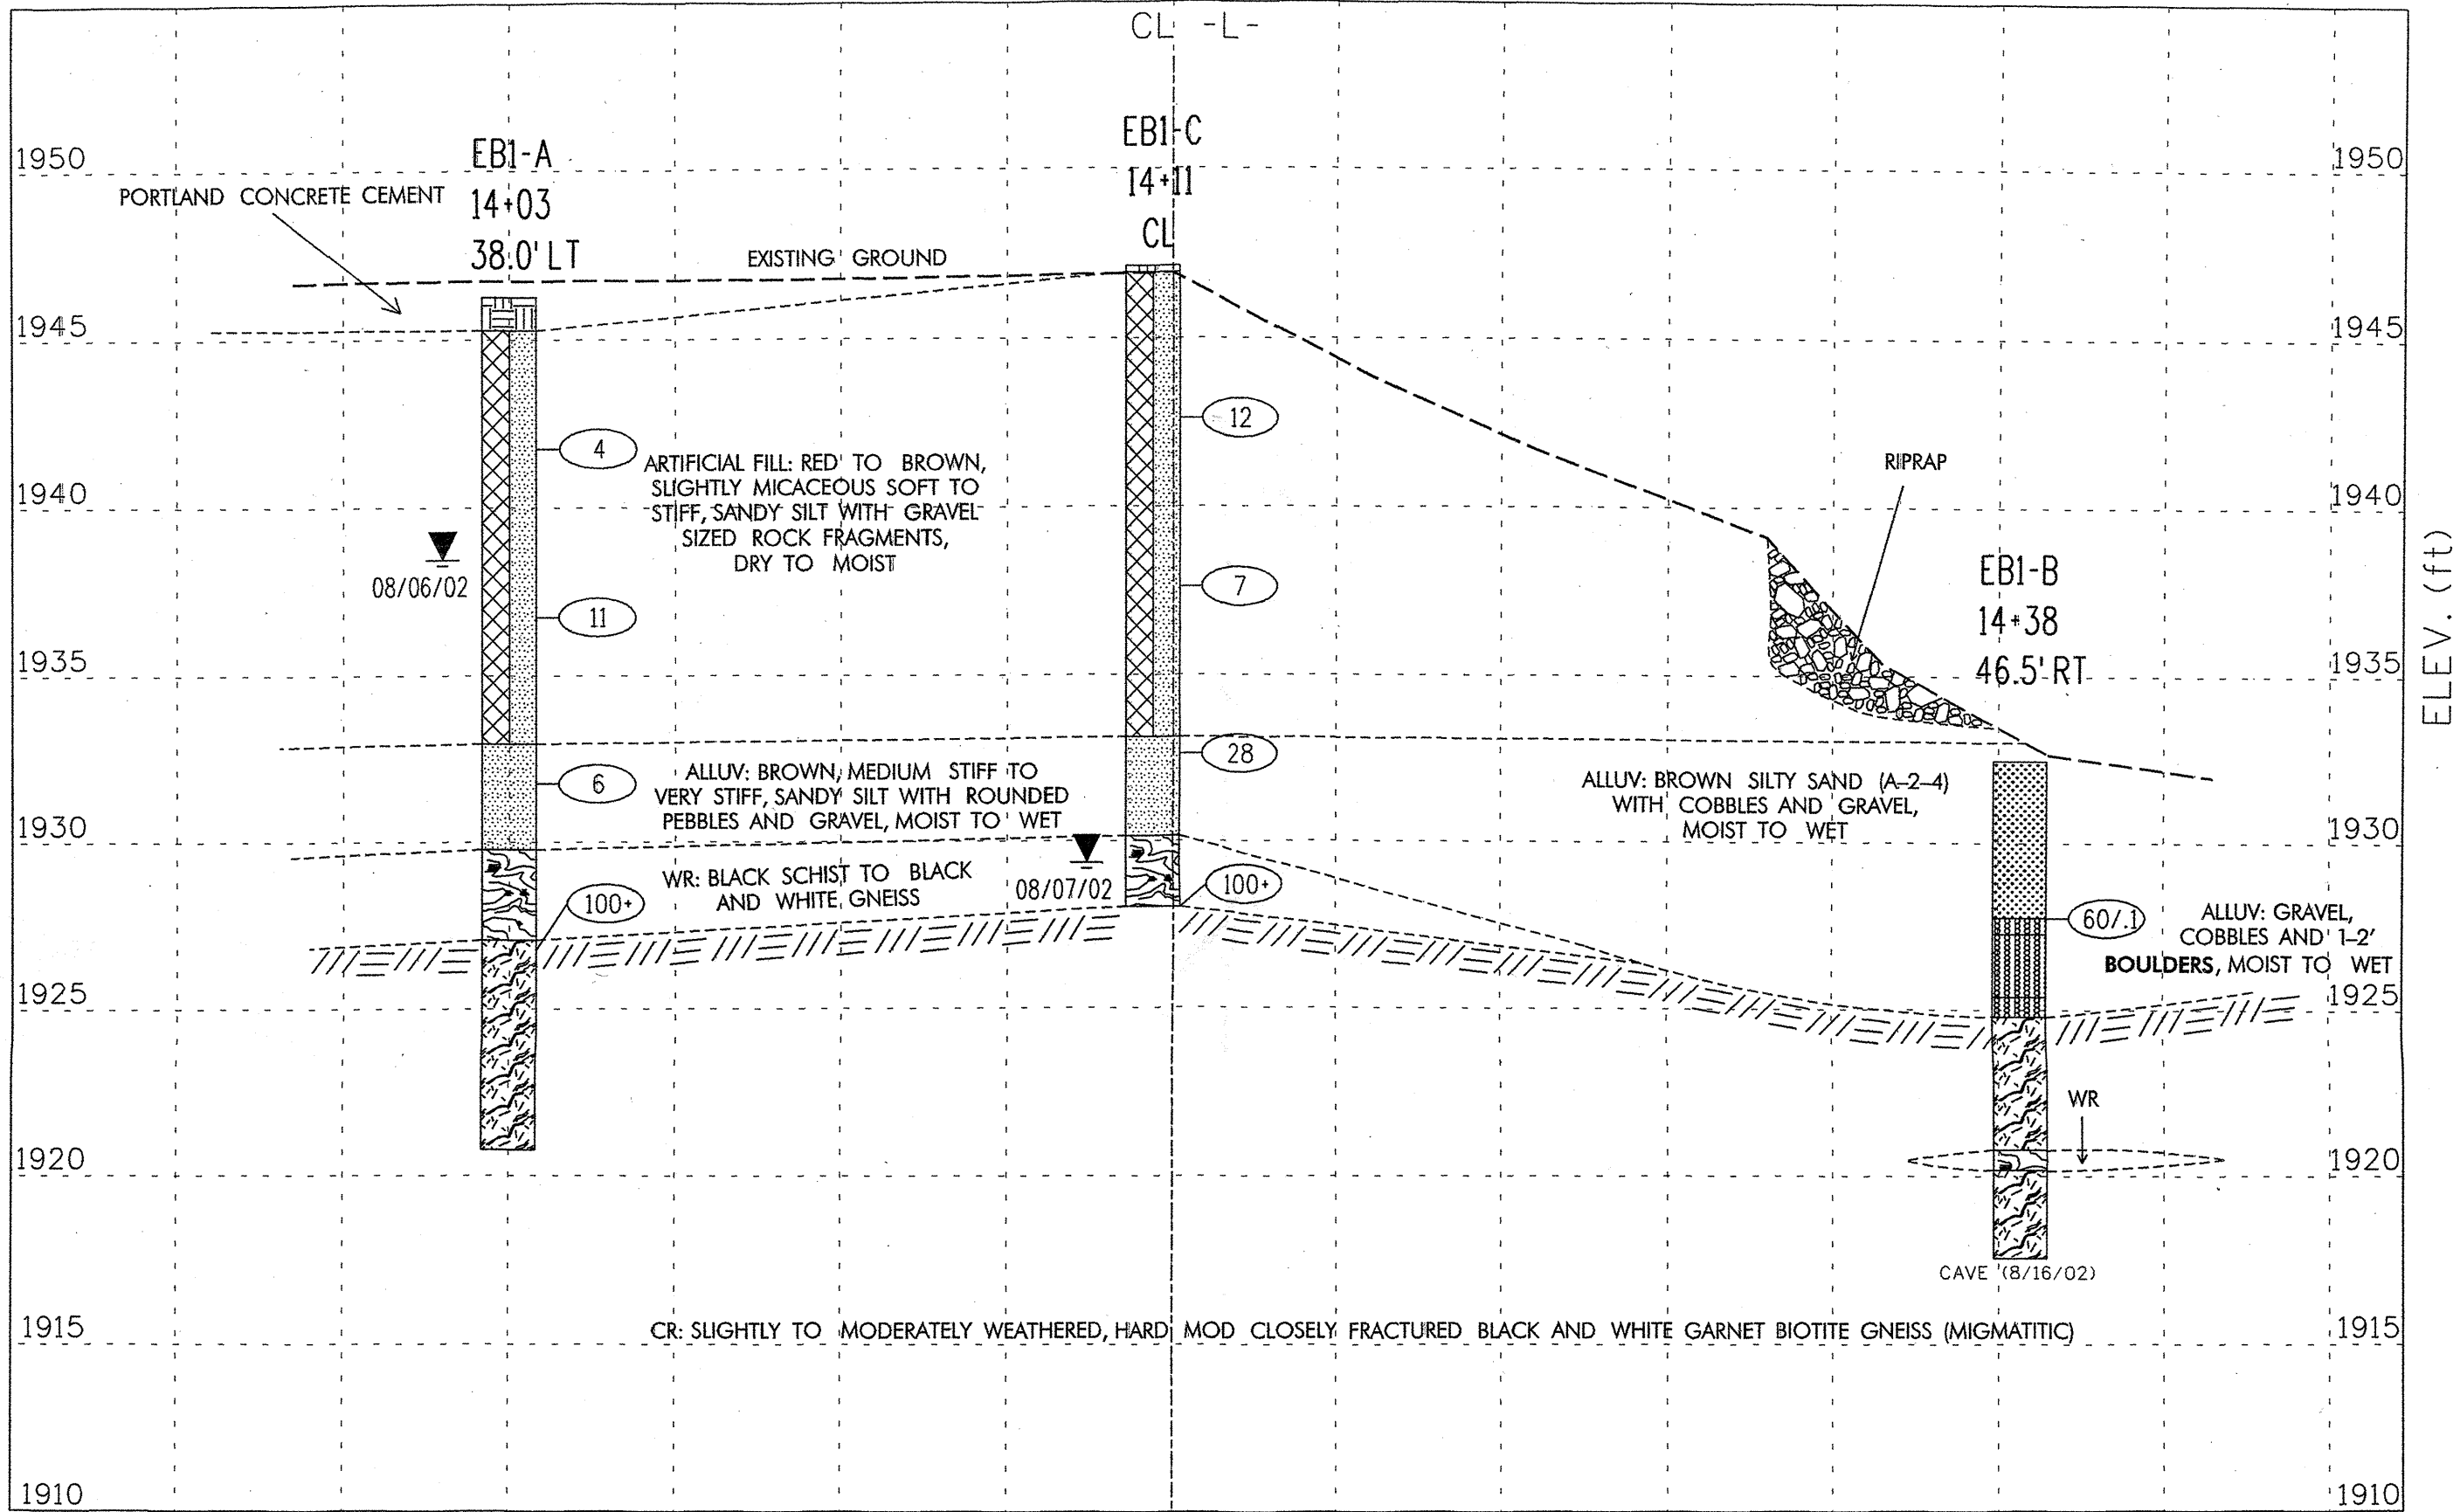 CL -L-
EB1-A
14+03
38.0' LT
EB1-C
14+11
CL
1950
1950
PORTLAND CONCRETE CEMENT
EXISTING GROUND
1945
1945
12
4
ARTIFICIAL FILL: RED TO BROWN,
SLIGHTLY MICACEOUS SOFT TO
STIFF, SANDY SILT WITH GRAVEL
SIZED ROCK FRAGMENTS,
DRY TO MOIST
RIPRAP
1940
1940
08/06/02
7
11
EB1-B
14+38
46.5' RT
ELEV. (ft)
1935
1935
28
6
ALLUV: BROWN, MEDIUM STIFF TO
VERY STIFF, SANDY SILT WITH ROUNDED
PEBBLES AND GRAVEL, MOIST TO WET
ALLUV: BROWN SILTY SAND (A-2-4)
WITH COBBLES AND GRAVEL,
MOIST TO WET
1930
1930
WR: BLACK SCHIST TO BLACK
AND WHITE GNEISS
08/07/02
100+
100+
60/.1
ALLUV: GRAVEL,
COBBLES AND 1-2'
BOULDERS, MOIST TO WET
1925
1925
WR
1920
1920
CAVE (8/16/02)
1915
CR: SLIGHTLY TO MODERATELY WEATHERED, HARD MOD CLOSELY FRACTURED BLACK AND WHITE GARNET BIOTITE GNEISS (MIGMATITIC)
1915
1910
1910